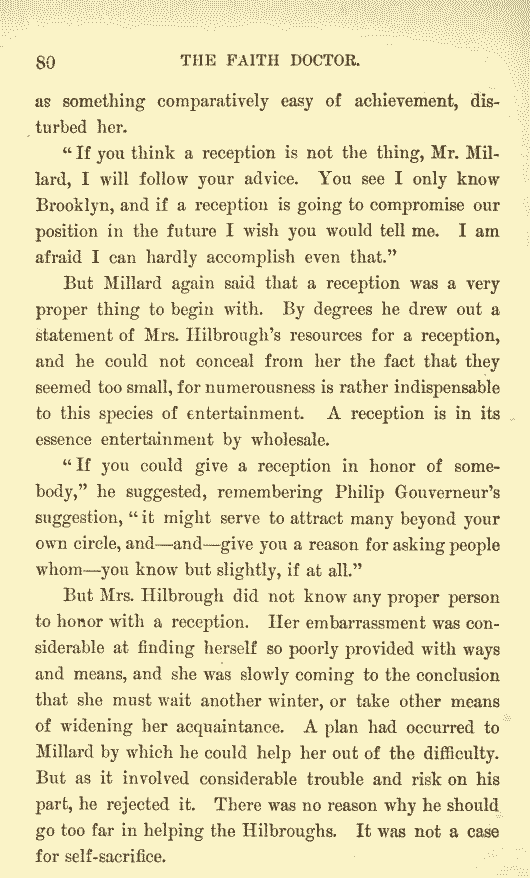 80 THE FAITH DOCTOR.
as something comparatively easy of achievement, dis-
turbed her.
"If you think a reception is not the thing, Mr. Mil-
lard, I will follow your advice. You see I only know
Brooklyn, and if a reception is going to compromise our
position in the future I wish you would tell me. I am
afraid I can hardly accomplish even that."
But Millard again said that a reception was a very
proper thing to begin with. By degrees he drew out a
statement of Mrs. Hilbrough's resources for a reception,
and he could not conceal from her the fact that they
seemed too small, for numerousness is rather indispensable
to this species of entertainment. A reception is in its
essence entertainment by wholesale.
"If you could give a reception in honor of some-
body," he suggested, remembering Philip Gouverneur's
suggestion, "it might serve to attract many beyond your
own circle, and—and—give you a reason for asking people
whom—you know but slightly, if at all."
But Mrs. Hilbrough did not know any proper person
to honor with a reception. Her embarrassment was con-
siderable at finding herself so poorly provided with ways
and means, and she was slowly coming to the conclusion
that she must wait another winter, or take other means
of widening her acquaintance. A plan had occurred to
Millard by which he could help her out of the difficulty.
But as it involved considerable trouble and risk on his
part, he rejected it. There was no reason why he should
go too far in helping the Hilbroughs. It was not a case
for self-sacrifice.